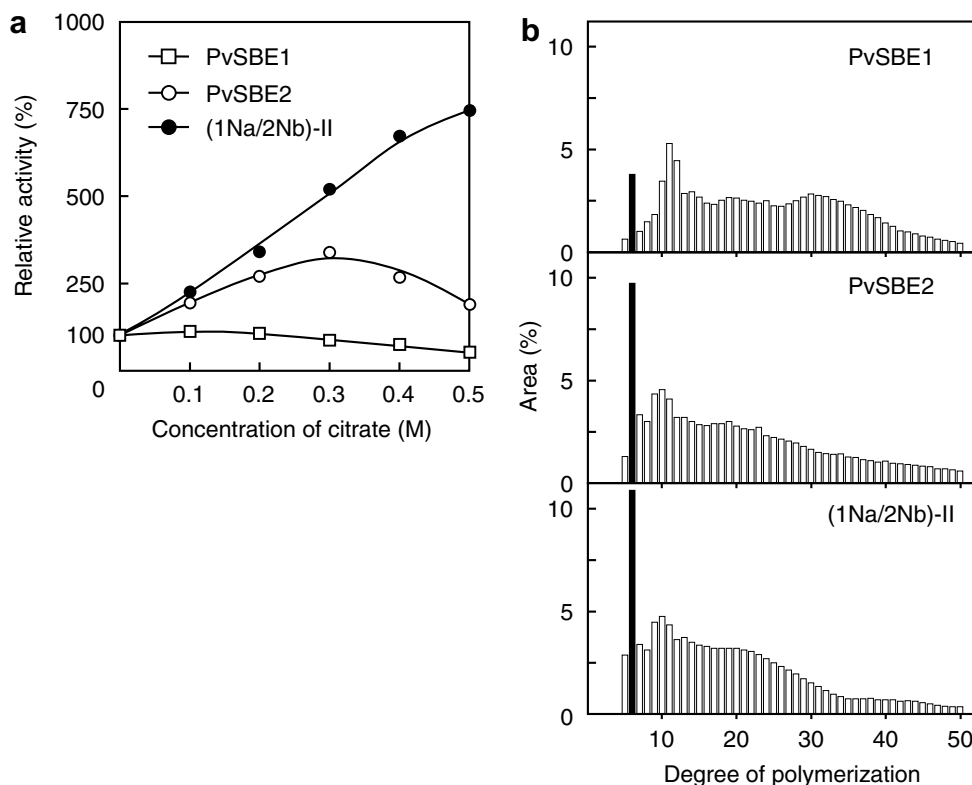 a
1000
750
500
250
100
0
Relative activity (%)
PvSBE1
PvSBE2
(1Na/2Nb)-II
0.1 0.2 0.3 0.4 0.5
Concentration of citrate (M)
b
10
5
0
PvSBE1
10
5
0
PvSBE2
10
5
0
(1Na/2Nb)-II
Area (%)
10 20 30 40 50
Degree of polymerization